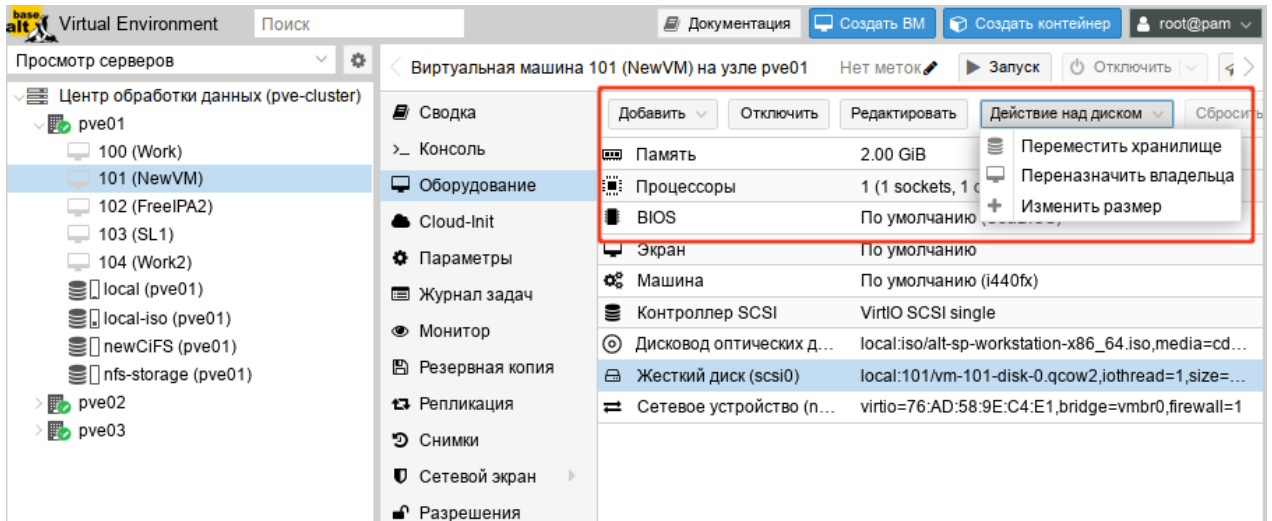 base
alt Virtual Environment Поиск Документация Создать ВМ Создать контейнер root@pam
Просмотр серверов
Виртуальная машина 101 (NewVM) на узле pve01 Нет меток Запуск Отключить
Центр обработки данных (pve-cluster)
pve01
100 (Work)
101 (NewVM)
102 (FreeIPA2)
103 (SL1)
104 (Work2)
local (pve01)
local-iso (pve01)
newCiFS (pve01)
nfs-storage (pve01)
pve02
pve03
Сводка
Консоль
Оборудование
Cloud-Init
Параметры
Журнал задач
Монитор
Резервная копия
Репликация
Снимки
Сетевой экран
Разрешения
Добавить Отключить Редактировать Действие над диском Сбросить
Переместить хранилище
Переназначить владельца
Изменить размер
Память 2.00 GiB
Процессоры 1 (1 sockets, 1
BIOS По умолчанию
Экран По умолчанию
Машина По умолчанию (i440fx)
Контроллер SCSI VirtIO SCSI single
Дисковод оптических д... local:iso/alt-sp-workstation-x86_64.iso,media=cd...
Жесткий диск (scsi0) local:101/vm-101-disk-0.qcow2,iothread=1,size=...
Сетевое устройство (n... virtio=76:AD:58:9E:C4:E1,bridge=vmbr0,firewall=1